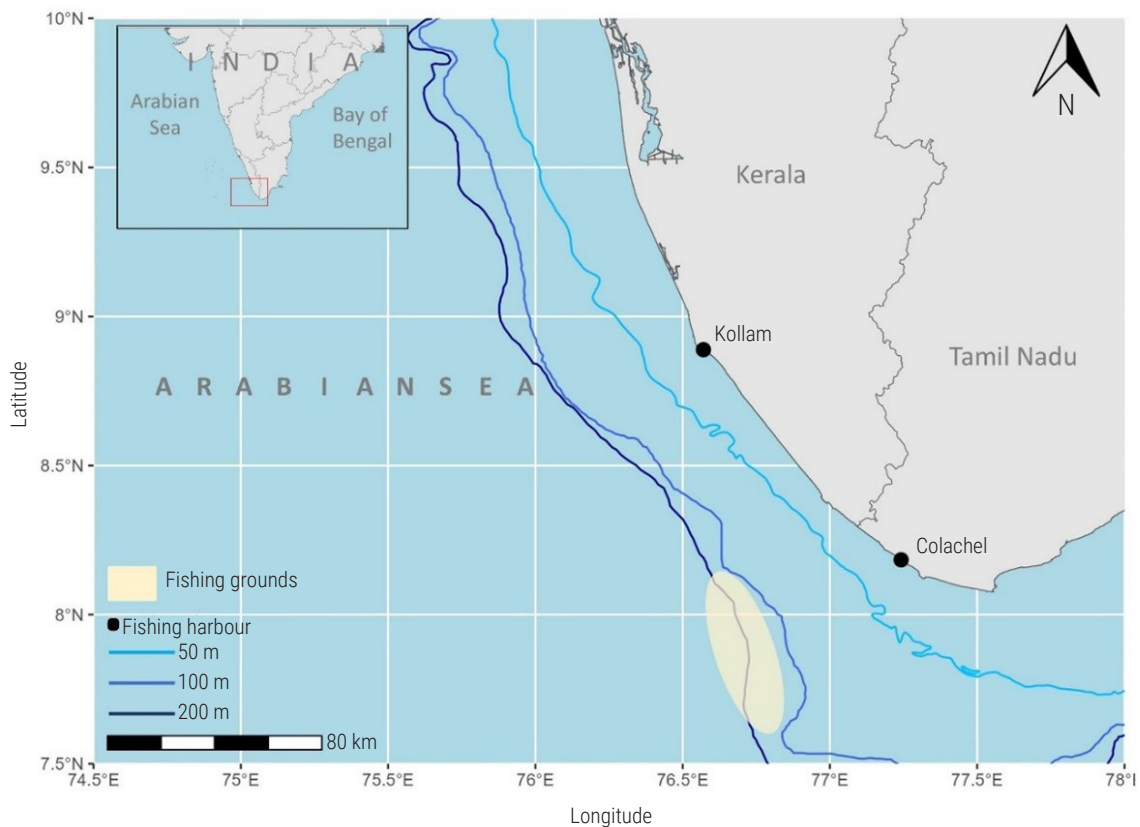 10°N
I N D I A
Arabian
Sea
Bay of
Bengal
N
9.5°N
Kerala
9°N
Kollam
Tamil Nadu
A R A B I A N S E A
Latitude
8.5°N
Colachel
Fishing grounds
8°N
Fishing harbour
50 m
100 m
200 m
80 km
7.5°N
74.5°E 75°E 75.5°E 76°E 76.5°E 77°E 77.5°E 78°I
Longitude